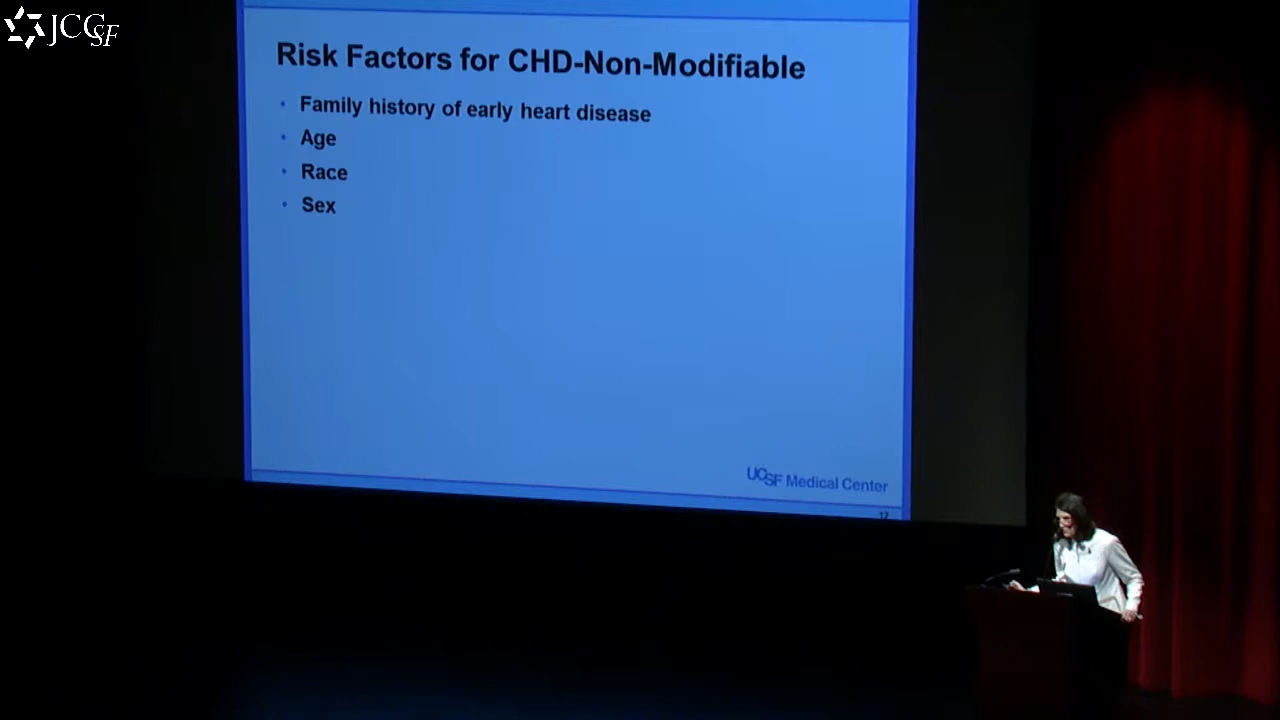 JCCSF
Risk Factors for CHD-Non-Modifiable
• Family history of early heart disease
• Age
• Race
• Sex
UCSF Medical Center
12